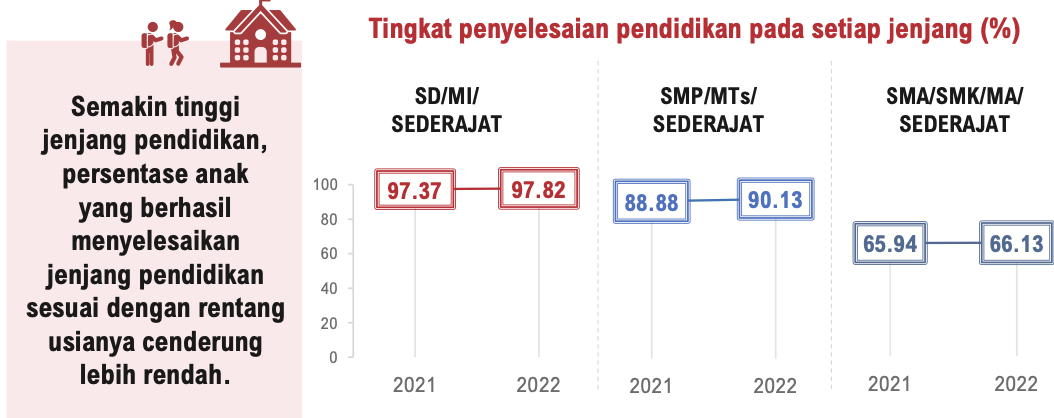 Tingkat penyelesaian pendidikan pada setiap jenjang (%)
Semakin tinggi
jenjang pendidikan,
persentase anak
yang berhasil
menyelesaikan
jenjang pendidikan
sesuai dengan rentang
usianya cenderung
lebih rendah.
SD/MI/
SEDERAJAT
SMP/MTs/
SEDERAJAT
SMA/SMK/MA/
SEDERAJAT
100
80
60
40
20
0
97.37
97.82
88.88
90.13
65.94
66.13
2021
2022
2021
2022
2021
2022